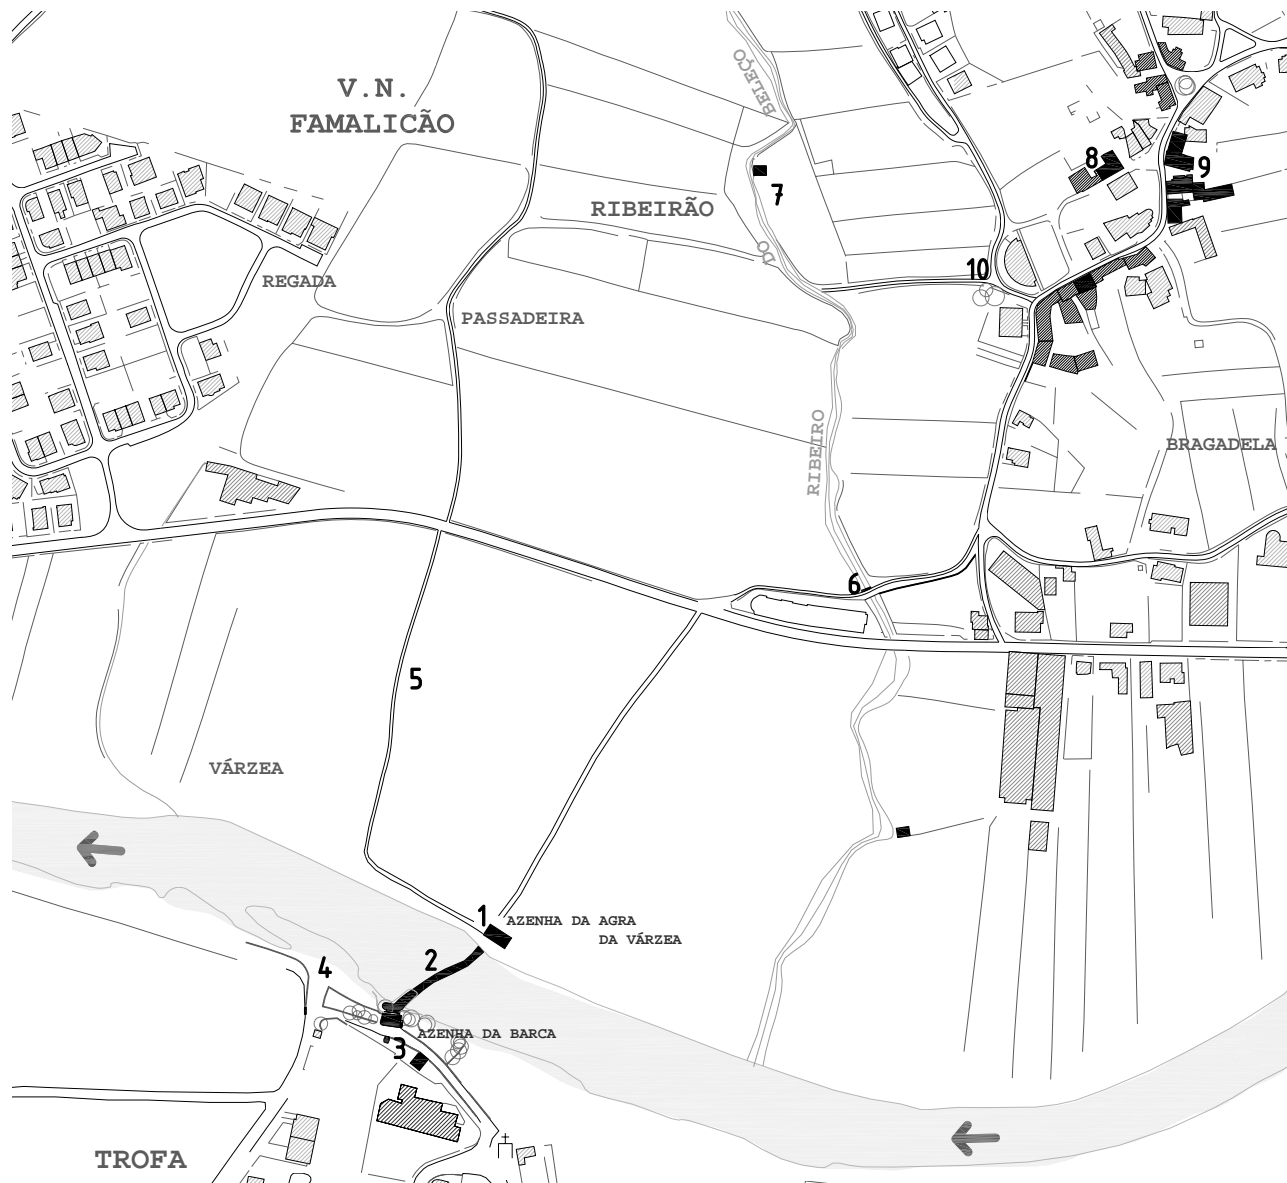 V.N.
FAMALICÃO
BELEÇO
8
9
7
RIBEIRÃO
DO
10
REGADA
PASSADEIRA
RIBEIRO
BRAGADELA
6
5
VÁRZEA
1
AZENHA DA AGRA
DA VÁRZEA
2
4
AZENHA DA BARCA
3
TROFA